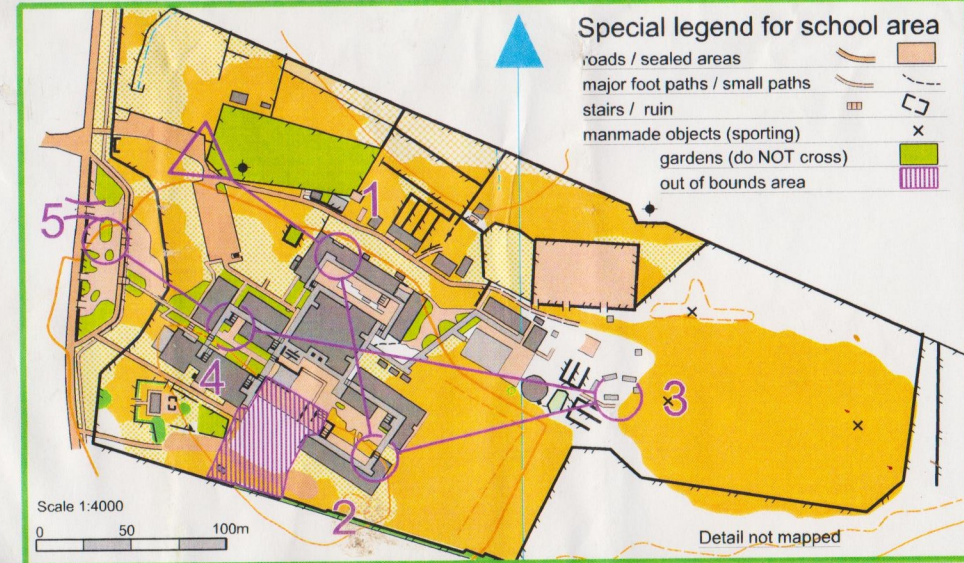 Special legend for school area
roads / sealed areas
major foot paths / small paths
stairs / ruin
manmade objects (sporting)
gardens (do NOT cross)
out of bounds area
1
5
3
4
2
Scale 1:4000
0 50 100m
Detail not mapped